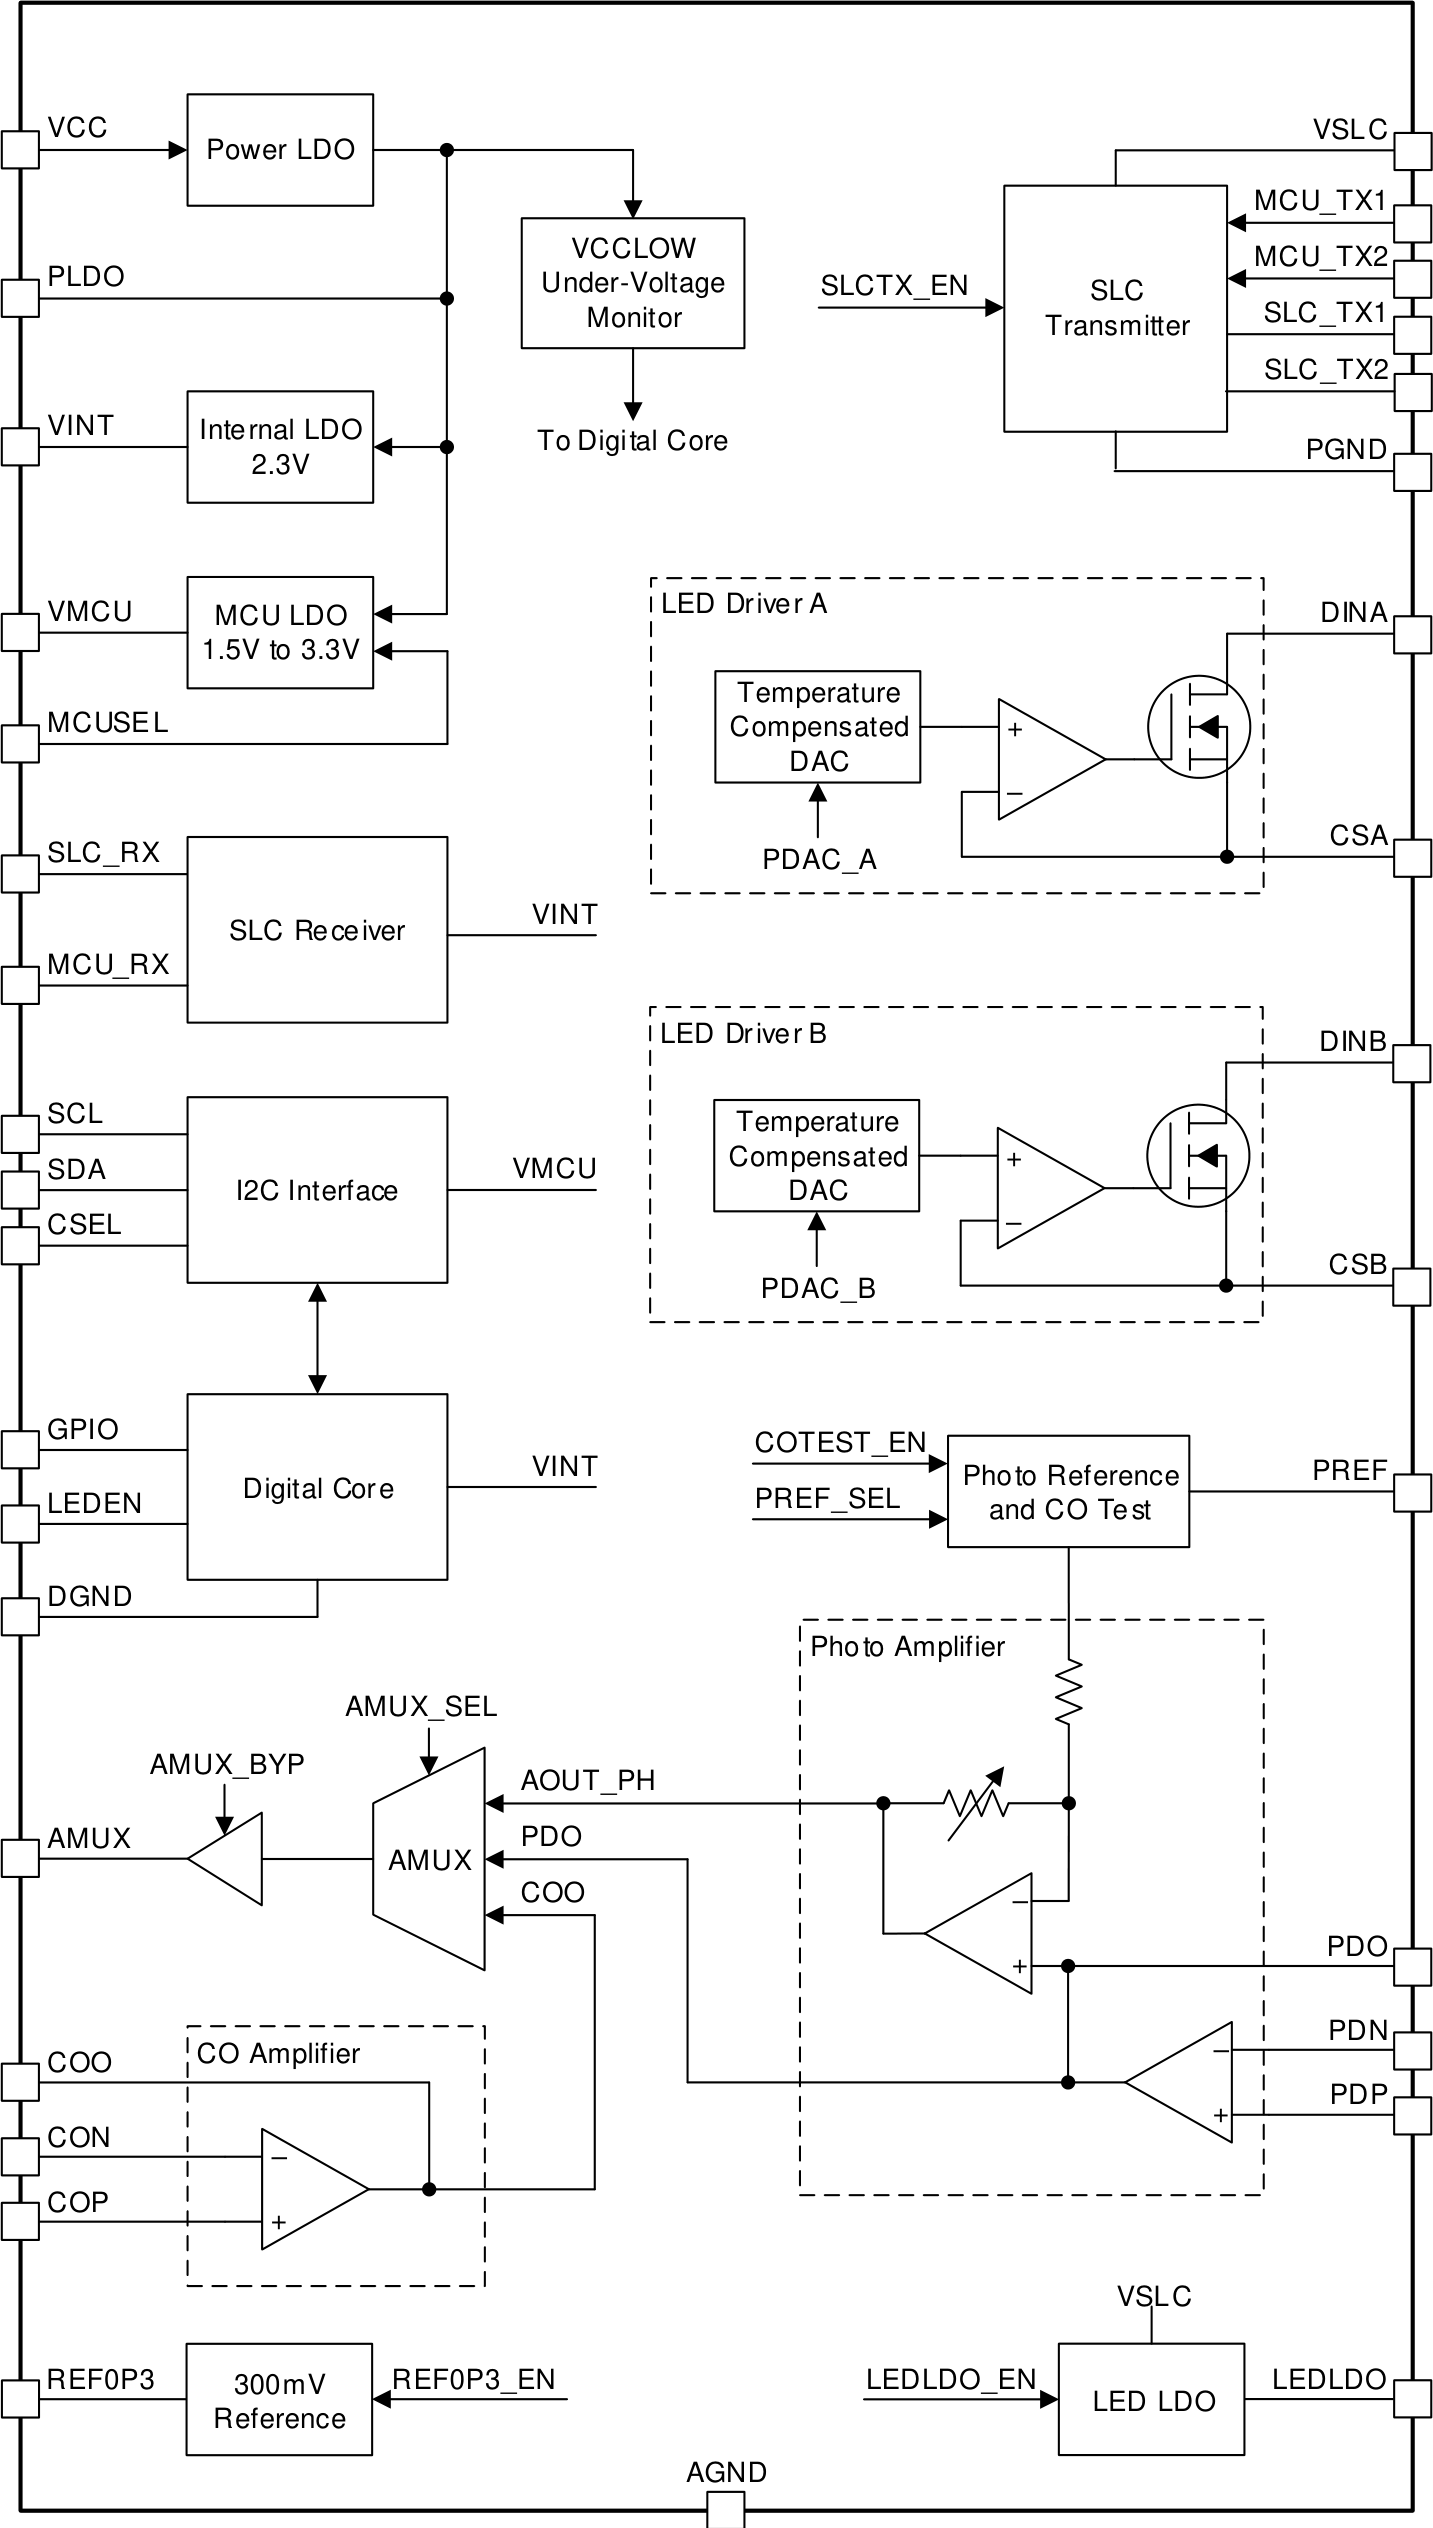 VCC
Power LDO
VSLC
MCU_TX1
PLDO
VCCLOW
Under-Voltage
Monitor
MCU_TX2
SLCTX_EN
SLC
Transmitter
SLC_TX1
SLC_TX2
VINT
Internal LDO
2.3V
To Digital Core
PGND
VMCU
MCU LDO
1.5V to 3.3V
MCUSEL
LED Driver A
DINA
Temperature
Compensated
DAC
+
−
PDAC_A
CSA
SLC_RX
SLC Receiver
VINT
MCU_RX
LED Driver B
DINB
Temperature
Compensated
DAC
+
−
PDAC_B
CSB
SCL
SDA
CSEL
I2C Interface
VMCU
GPIO
LEDEN
DGND
Digital Core
VINT
COTEST_EN
PREF_SEL
Photo Reference
and CO Test
PREF
Photo Amplifier
AMUX_SEL
AMUX_BYP
AMUX
AMUX
AOUT_PH
PDO
COO
−
+
PDO
PDN
−
PDP
+
CO Amplifier
COO
CON
−
COP
+
VSLC
REF0P3
300mV
Reference
REF0P3_EN
LEDLDO_EN
LED LDO
LEDLDO
AGND